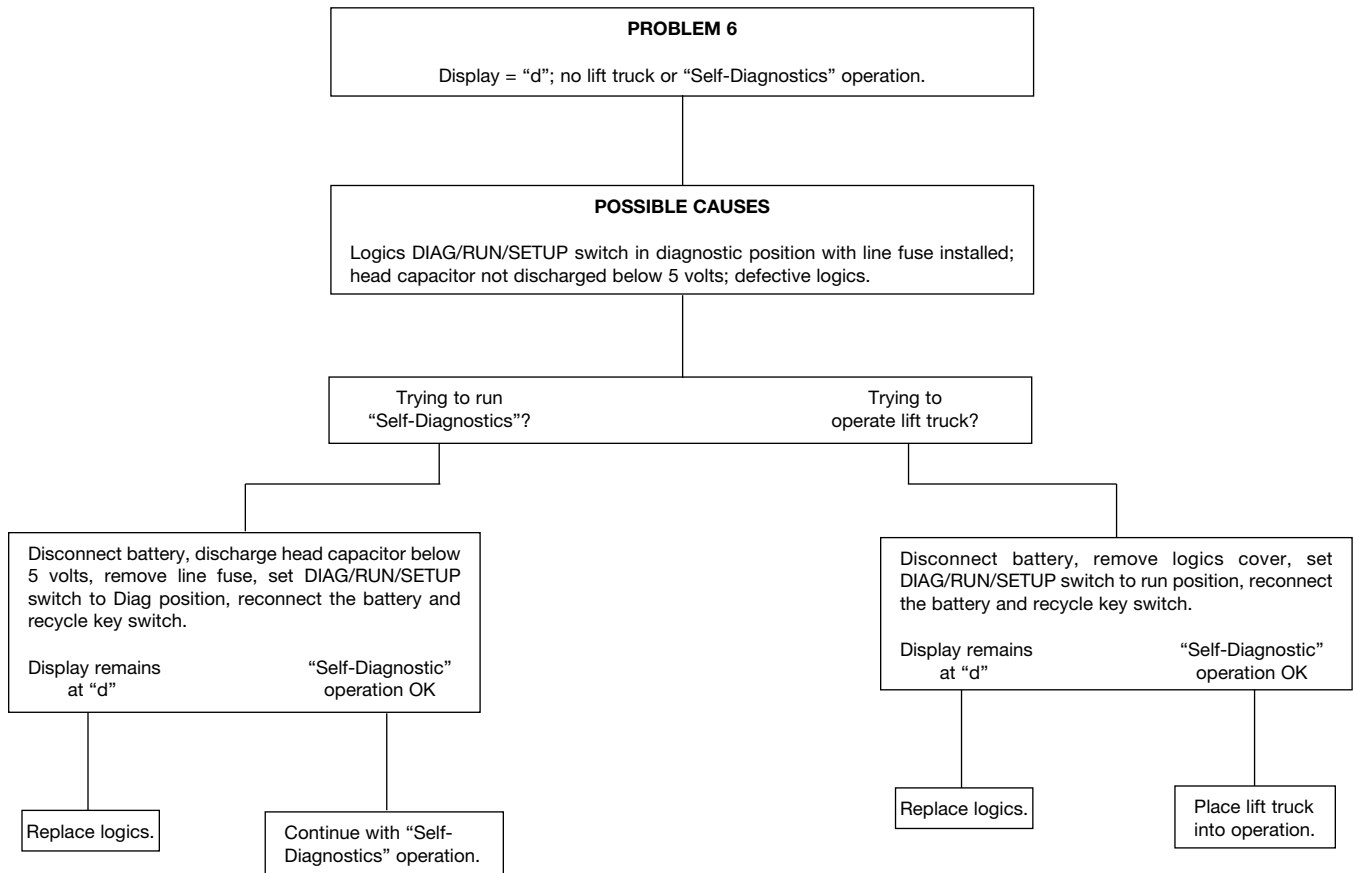 PROBLEM 6
Display = “d”; no lift truck or “Self-Diagnostics” operation.
POSSIBLE CAUSES
Logics DIAG/RUN/SETUP switch in diagnostic position with line fuse installed;
head capacitor not discharged below 5 volts; defective logics.
Trying to run
“Self-Diagnostics”?
Trying to
operate lift truck?
Disconnect battery, discharge head capacitor below
5 volts, remove line fuse, set DIAG/RUN/SETUP
switch to Diag position, reconnect the battery and
recycle key switch.
Display remains
at “d”
“Self-Diagnostic”
operation OK
Replace logics.
Continue with “Self-
Diagnostics” operation.
Disconnect battery, remove logics cover, set
DIAG/RUN/SETUP switch to run position, reconnect
the battery and recycle key switch.
Display remains
at “d”
“Self-Diagnostic”
operation OK
Replace logics.
Place lift truck
into operation.